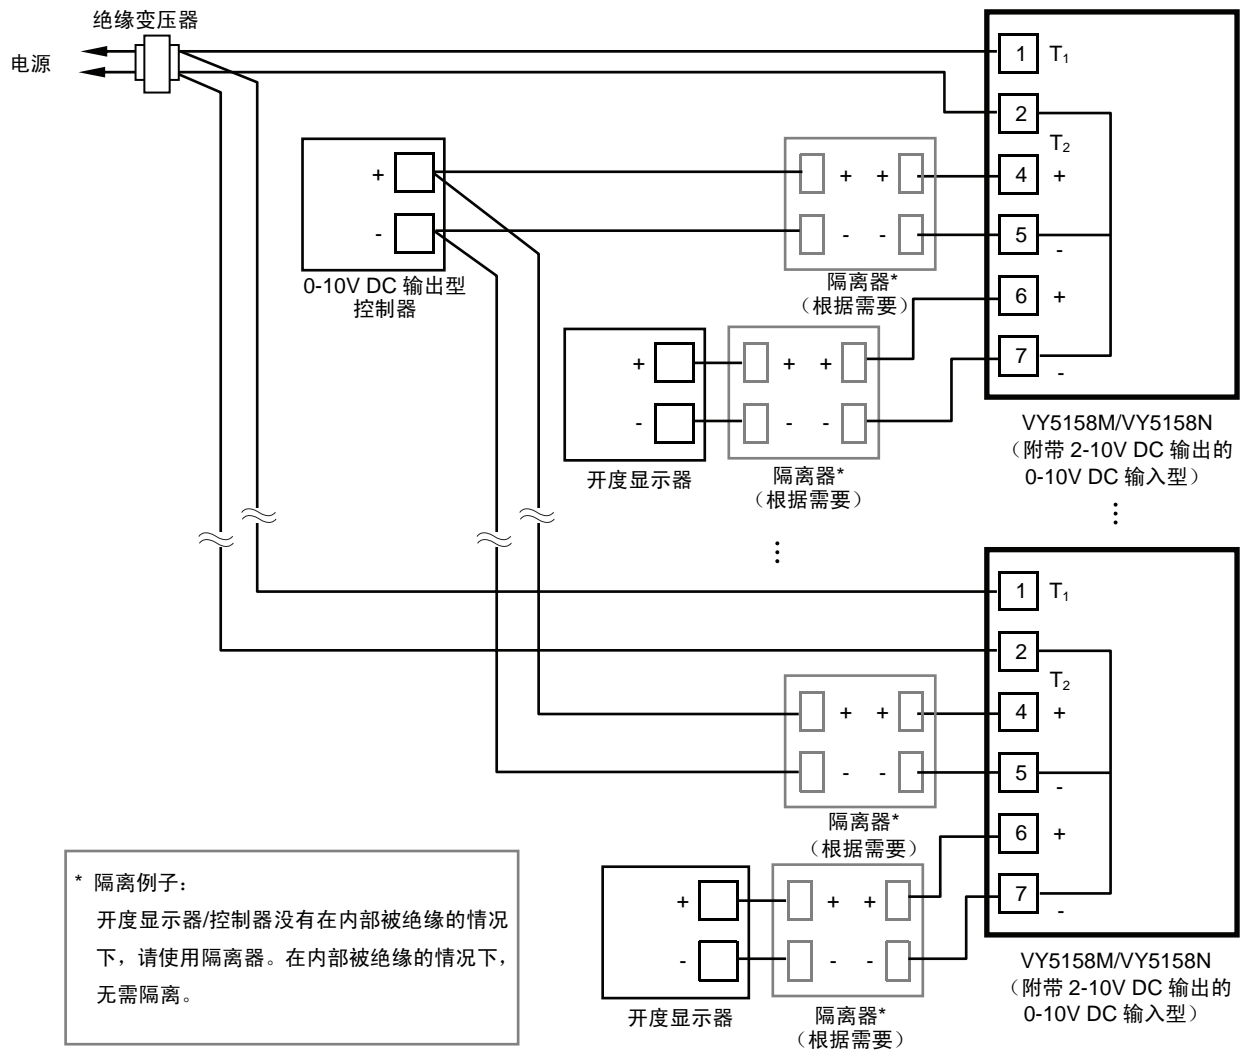 绝缘变压器
电源
1 T₁
2
T₂
4 +
5 -
6 +
7 -
+
-
0-10V DC 输出型
控制器
+ +
- -
隔离器*
（根据需要）
+
-
开度显示器
+ +
- -
隔离器*
（根据需要）
VY5158M/VY5158N
（附带 2-10V DC 输出的
0-10V DC 输入型）
1 T₁
2
T₂
4 +
5 -
6 +
7 -
+ +
- -
隔离器*
（根据需要）
+
-
开度显示器
+ +
- -
隔离器*
（根据需要）
VY5158M/VY5158N
（附带 2-10V DC 输出的
0-10V DC 输入型）
* 隔离例子：
开度显示器/控制器没有在内部被绝缘的情况
下，请使用隔离器。在内部被绝缘的情况下，
无需隔离。